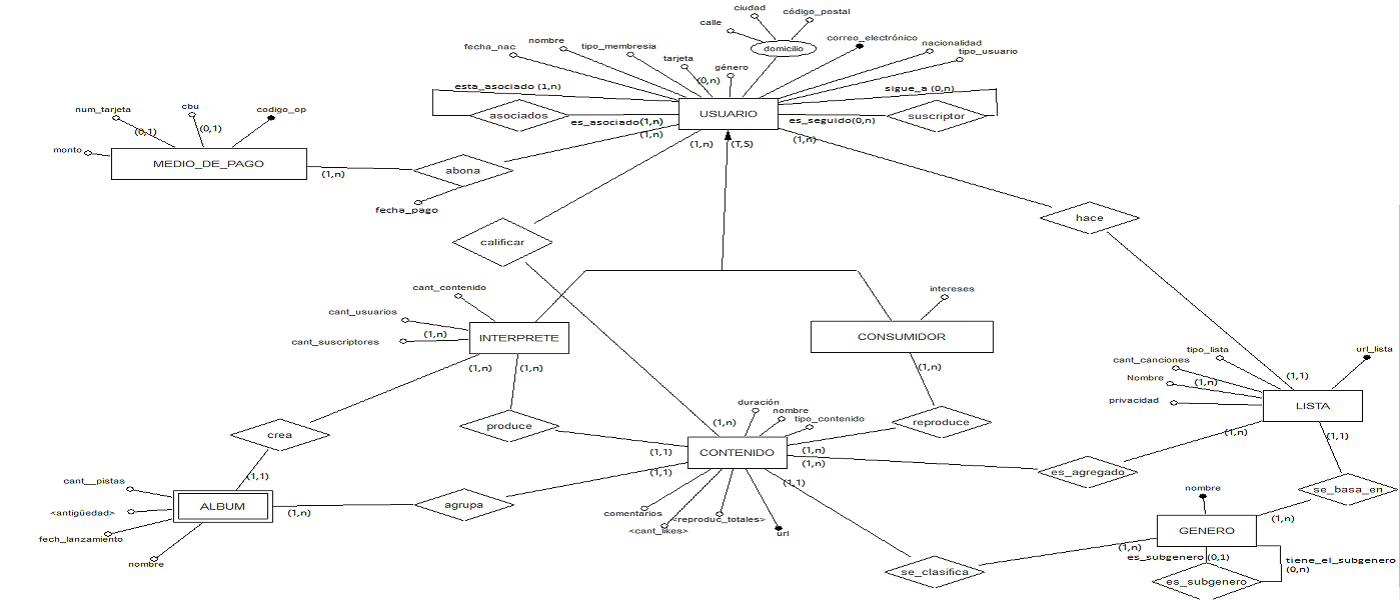 ciudad
código_postal
calle
domicilio
correo_electrónico
nombre
fecha_nac
tipo_membresia
tarjeta
(0,n)
género
nacionalidad
tipo_usuario
esta_asociado (1,n)
sigue_a (0,n)
asociados
es_asociado(1,n)
USUARIO
es_seguido(0,n)
suscriptor
num_tarjeta
cbu
codigo_op
(0,1)
(0,1)
monto
MEDIO_DE_PAGO
(1,n)
abona
(1,n)
fecha_pago
(1,n)
(T,S)
(1,n)
hace
calificar
cant_contenido
cant_usuarios
(1,n)
cant_suscriptores
INTERPRETE
intereses
CONSUMIDOR
(1,n)
(1,n)
(1,n)
tipo_lista
url_lista
cant_canciones
(1,1)
Nombre
(1,n)
privacidad
LISTA
(1,n)
(1,1)
crea
produce
duración
nombre
tipo_contenido
(1,n)
reproduce
CONTENIDO
(1,1)
(1,n)
(1,1)
(1,n)
es_agregado
(1,1)
cant__pistas
<antigüedad>
fech_lanzamiento
nombre
ALBUM
(1,1)
(1,n)
agrupa
comentarios
<cant_likes>
<reproduc_totales>
url
(1,1)
se_clasifica
nombre
se_basa_en
(1,n)
GENERO
(1,n)
es_subgenero (0,1)
tiene_el_subgenero
(0,n)
es_subgenero